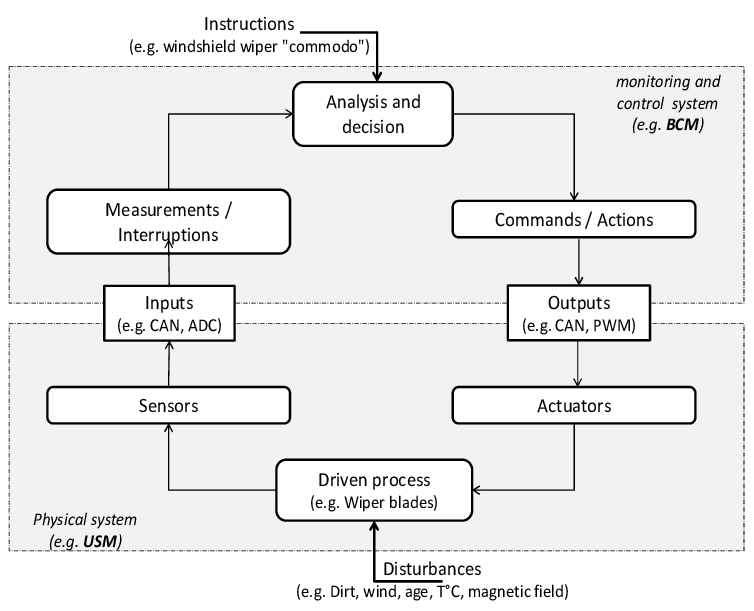 Instructions
(e.g. windshield wiper "commodo")
monitoring and
control system
(e.g. BCM)
Analysis and
decision
Measurements /
Interruptions
Commands / Actions
Inputs
(e.g. CAN, ADC)
Outputs
(e.g. CAN, PWM)
Sensors
Actuators
Driven process
(e.g. Wiper blades)
Physical system
(e.g. USM)
Disturbances
(e.g. Dirt, wind, age, T°C, magnetic field)